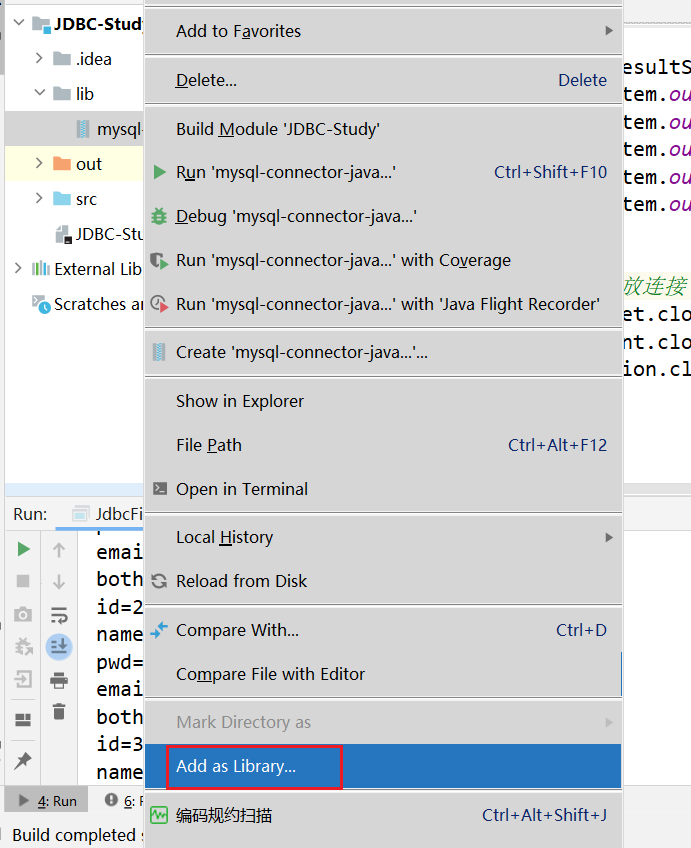 JDBC-Study
.idea
lib
mysql-
out
src
JDBC-Stu
External Lib
Scratches an
Add to Favorites
Delete... Delete
Build Module 'JDBC-Study'
Run 'mysql-connector-java...' Ctrl+Shift+F10
Debug 'mysql-connector-java...'
Run 'mysql-connector-java...' with Coverage
Run 'mysql-connector-java...' with 'Java Flight Recorder'
Create 'mysql-connector-java...'...
Show in Explorer
File Path Ctrl+Alt+F12
Open in Terminal
Local History
Reload from Disk
Compare With... Ctrl+D
Compare File with Editor
Mark Directory as
Add as Library...
编码规约扫描 Ctrl+Alt+Shift+J
esultS
tem.ou
tem.ou
tem.ou
tem.ou
tem.ou
放连接
et.clo
nt.clo
ion.cl
Run: JdbcFi
emai
both
id=2
name
pwd=
emai
both
id=3
name
4: Run 6:
Build completed s